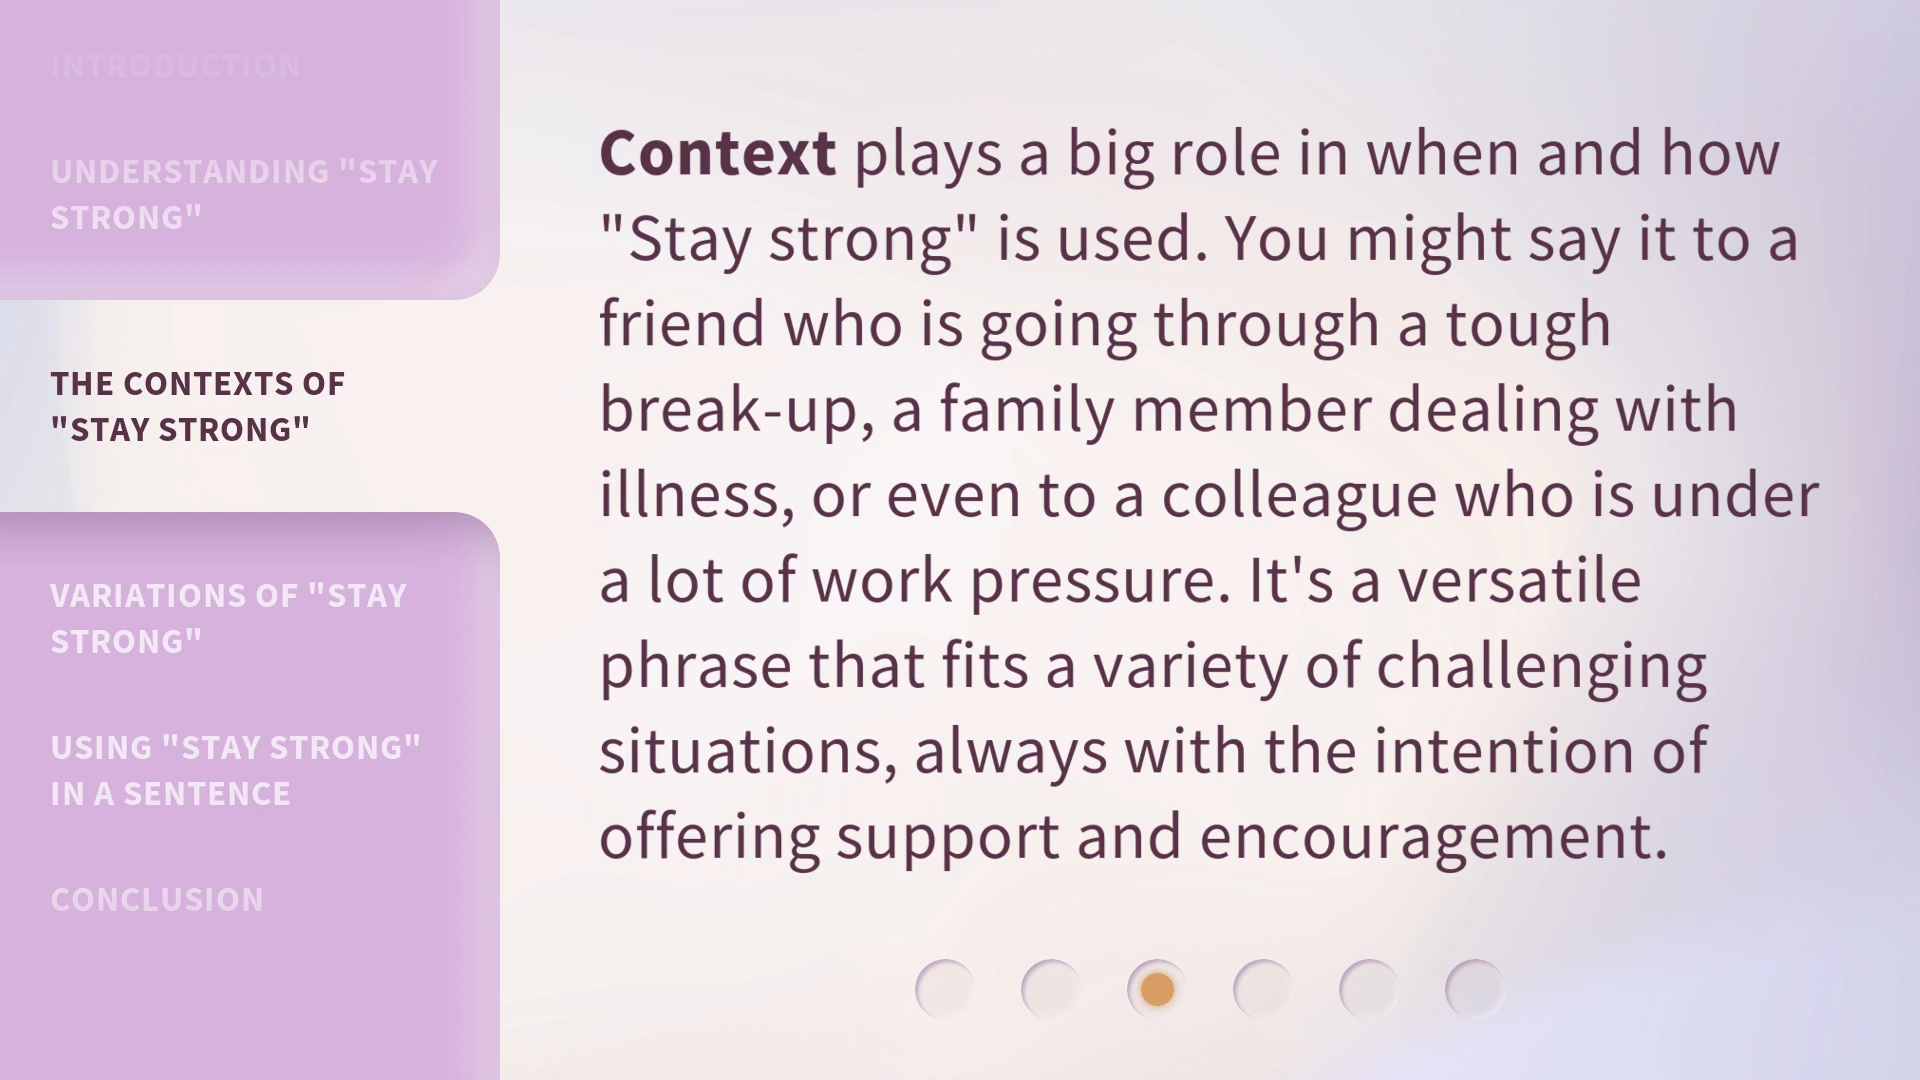 INTRODUCTION
UNDERSTANDING "STAY
STRONG"
THE CONTEXTS OF
"STAY STRONG"
VARIATIONS OF "STAY
STRONG"
USING "STAY STRONG"
IN A SENTENCE
CONCLUSION
Context plays a big role in when and how
"Stay strong" is used. You might say it to a
friend who is going through a tough
break-up, a family member dealing with
illness, or even to a colleague who is under
a lot of work pressure. It's a versatile
phrase that fits a variety of challenging
situations, always with the intention of
offering support and encouragement.